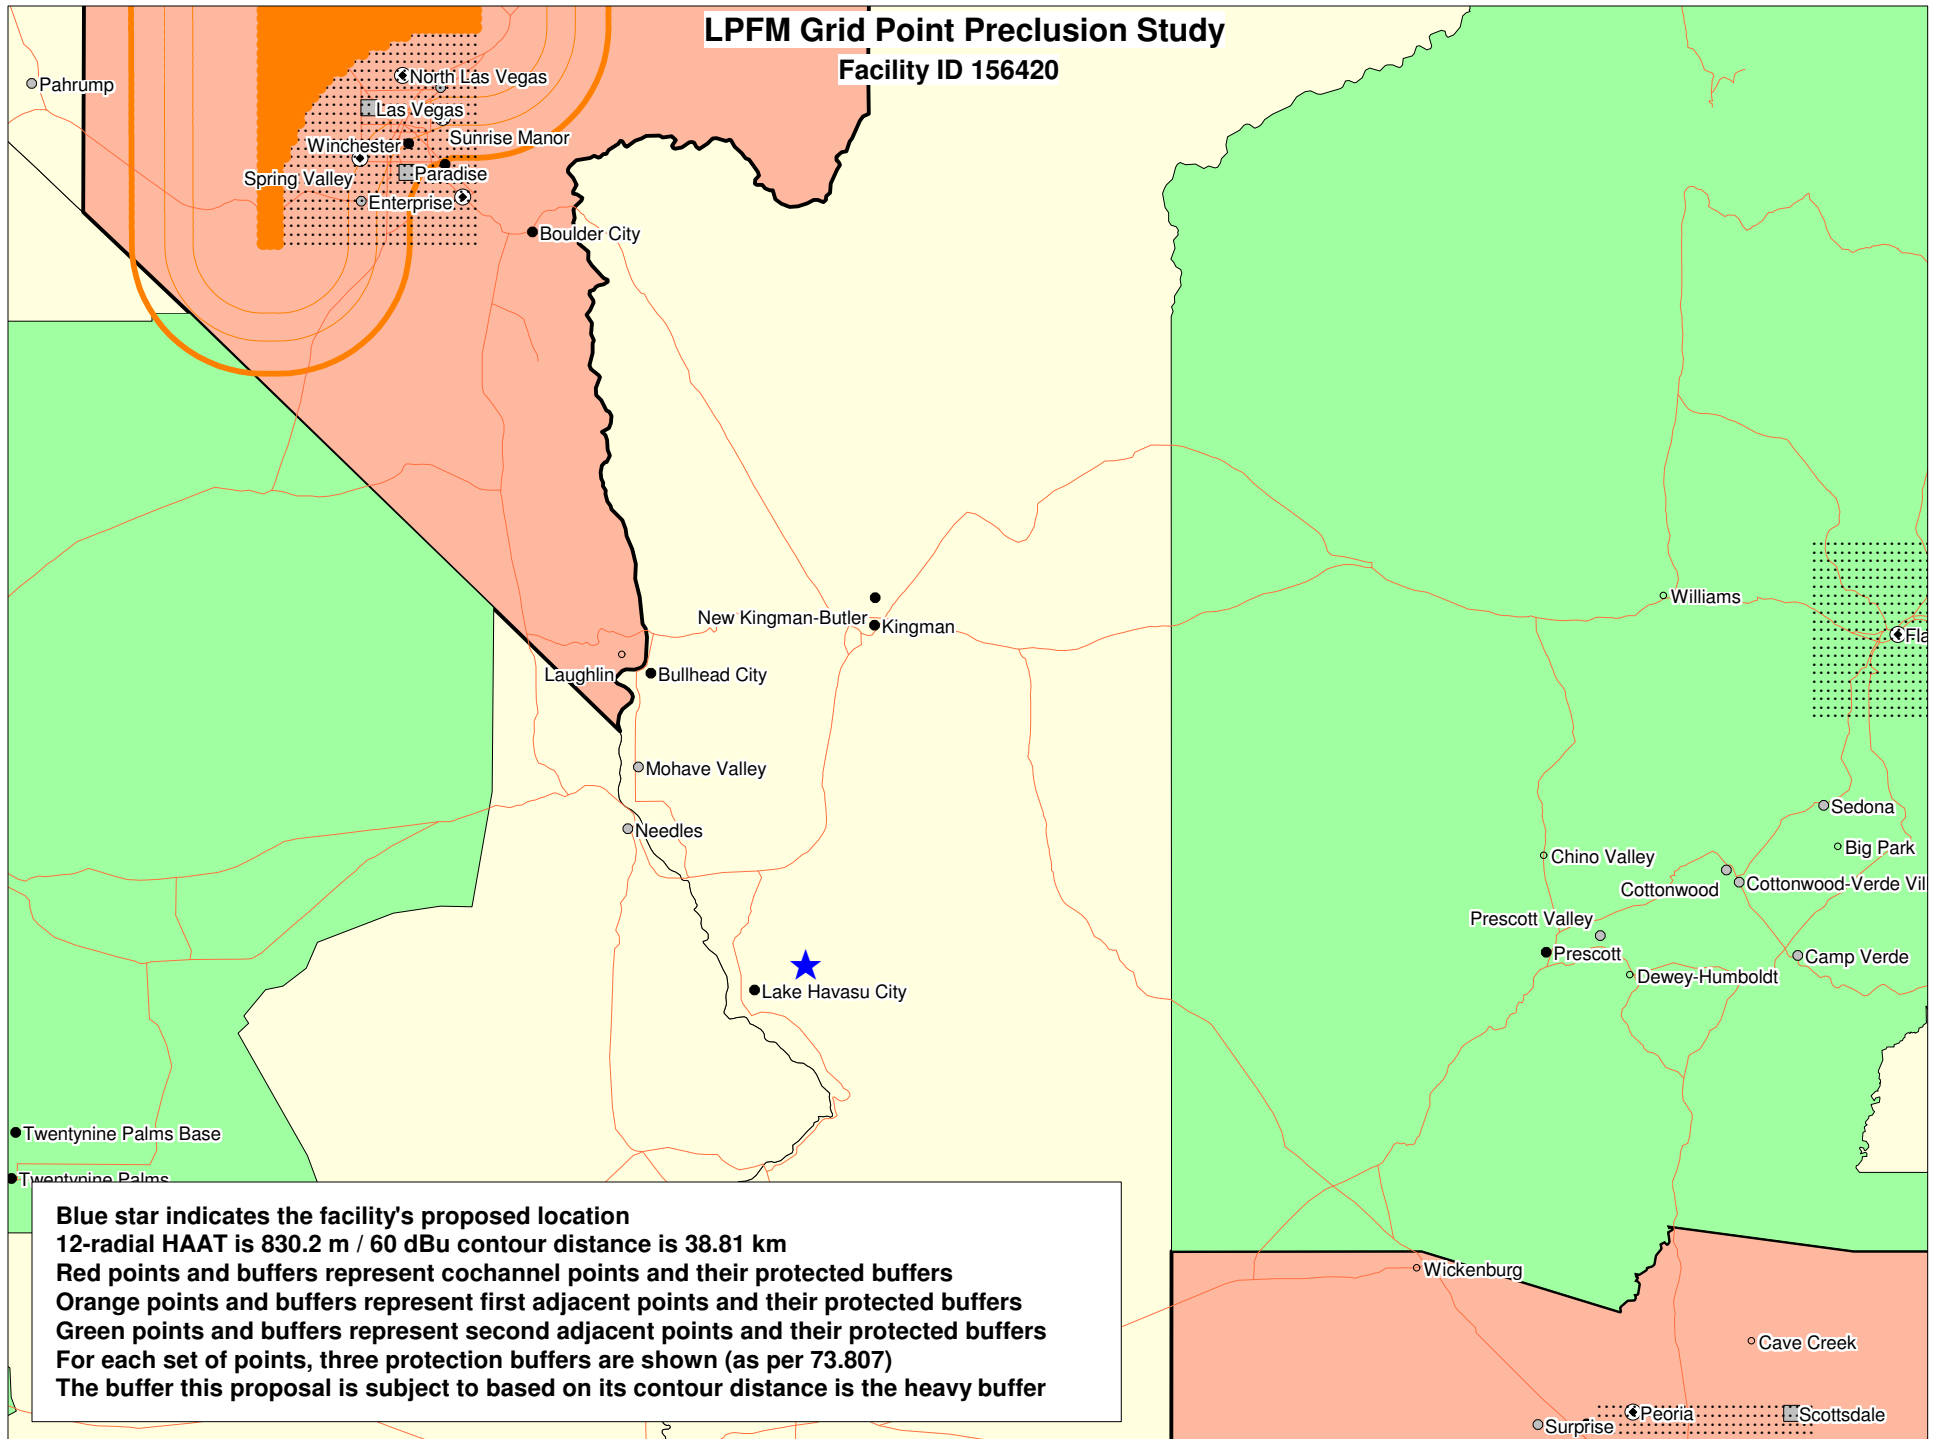 LPFM Grid Point Preclusion Study
Facility ID 156420
Pahrump
North Las Vegas
Las Vegas
Sunrise Manor
Winchester
Paradise
Spring Valley
Enterprise
Boulder City
New Kingman-Butler
Kingman
Williams
Fla
Laughlin
Bullhead City
Mohave Valley
Needles
Sedona
Big Park
Chino Valley
Cottonwood
Cottonwood-Verde Vil
Prescott Valley
Prescott
Camp Verde
Dewey-Humboldt
Lake Havasu City
Twentynine Palms Base
Twentynine Palms
Blue star indicates the facility's proposed location
12-radial HAAT is 830.2 m / 60 dBu contour distance is 38.81 km
Red points and buffers represent cochannel points and their protected buffers
Orange points and buffers represent first adjacent points and their protected buffers
Green points and buffers represent second adjacent points and their protected buffers
For each set of points, three protection buffers are shown (as per 73.807)
The buffer this proposal is subject to based on its contour distance is the heavy buffer
Wickenburg
Cave Creek
Peoria
Scottsdale
Surprise